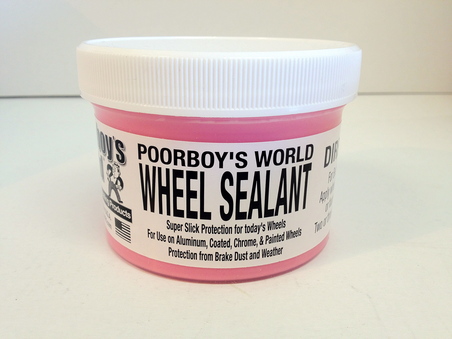 POORBOY'S WORLD
WHEEL SEALANT
Super Slick Protection for today's Wheels
For Use on Aluminum, Coated, Chrome, & Painted Wheels
Protection from Brake Dust and Weather
Products